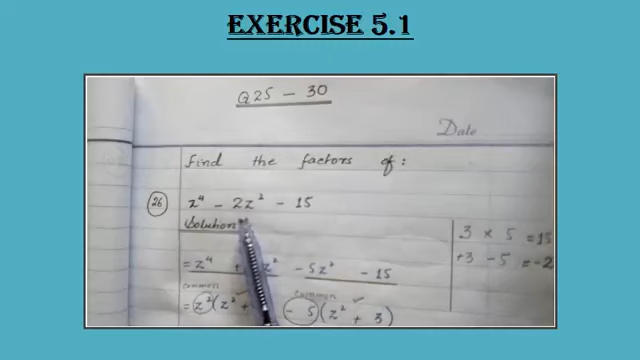 EXERCISE 5.1
Q25 - 30
Date
Find the factors of:
26 z⁴ - 2z² - 15
Solution
3 × 5 = 15
+3 - 5 = -2
= z⁴ + z² - 5z² - 15
common common
= z²(z² + - 5(z² + 3)